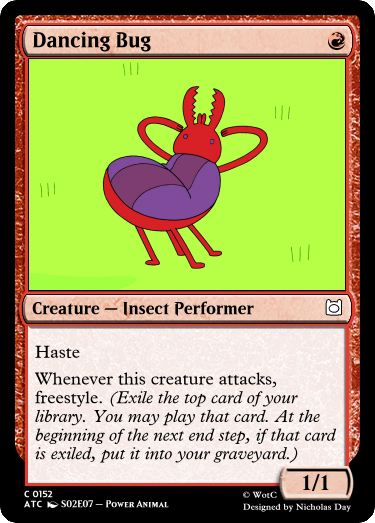 Dancing Bug
Creature — Insect Performer
Haste
Whenever this creature attacks,
freestyle. (Exile the top card of your
library. You may play that card. At the
beginning of the next end step, if that card
is exiled, put it into your graveyard.)
1/1
C 0152
ATC S02E07 — Power Animal
© WotC
Designed by Nicholas Day